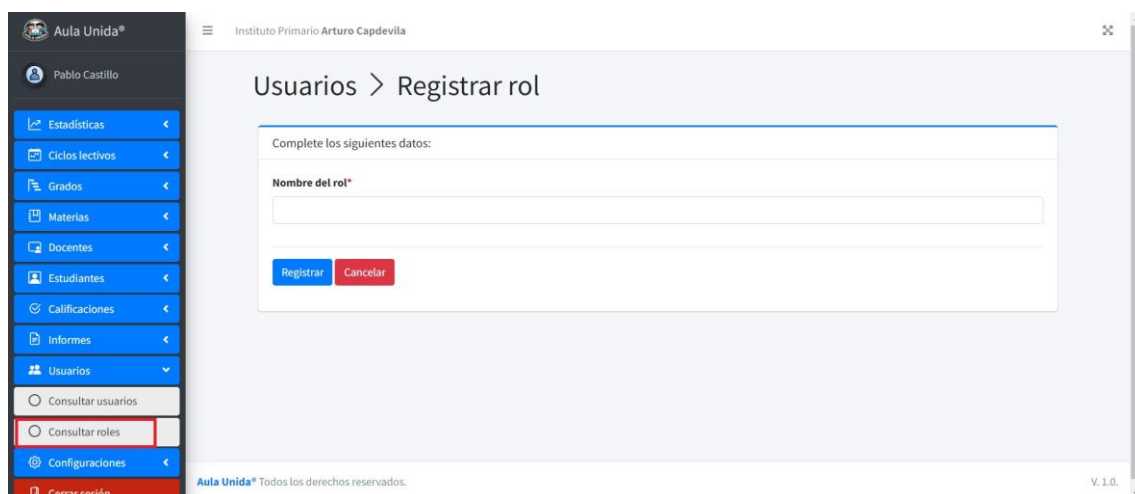 Aula Unida®
Instituto Primario Arturo Capdevila
Pablo Castillo
Usuarios > Registrar rol
Estadísticas
Ciclos lectivos
Grados
Materias
Docentes
Estudiantes
Calificaciones
Informes
Usuarios
Consultar usuarios
Consultar roles
Configuraciones
Cerrar sesión
Complete los siguientes datos:
Nombre del rol*
Registrar Cancelar
Aula Unida® Todos los derechos reservados.
V. 1.0.